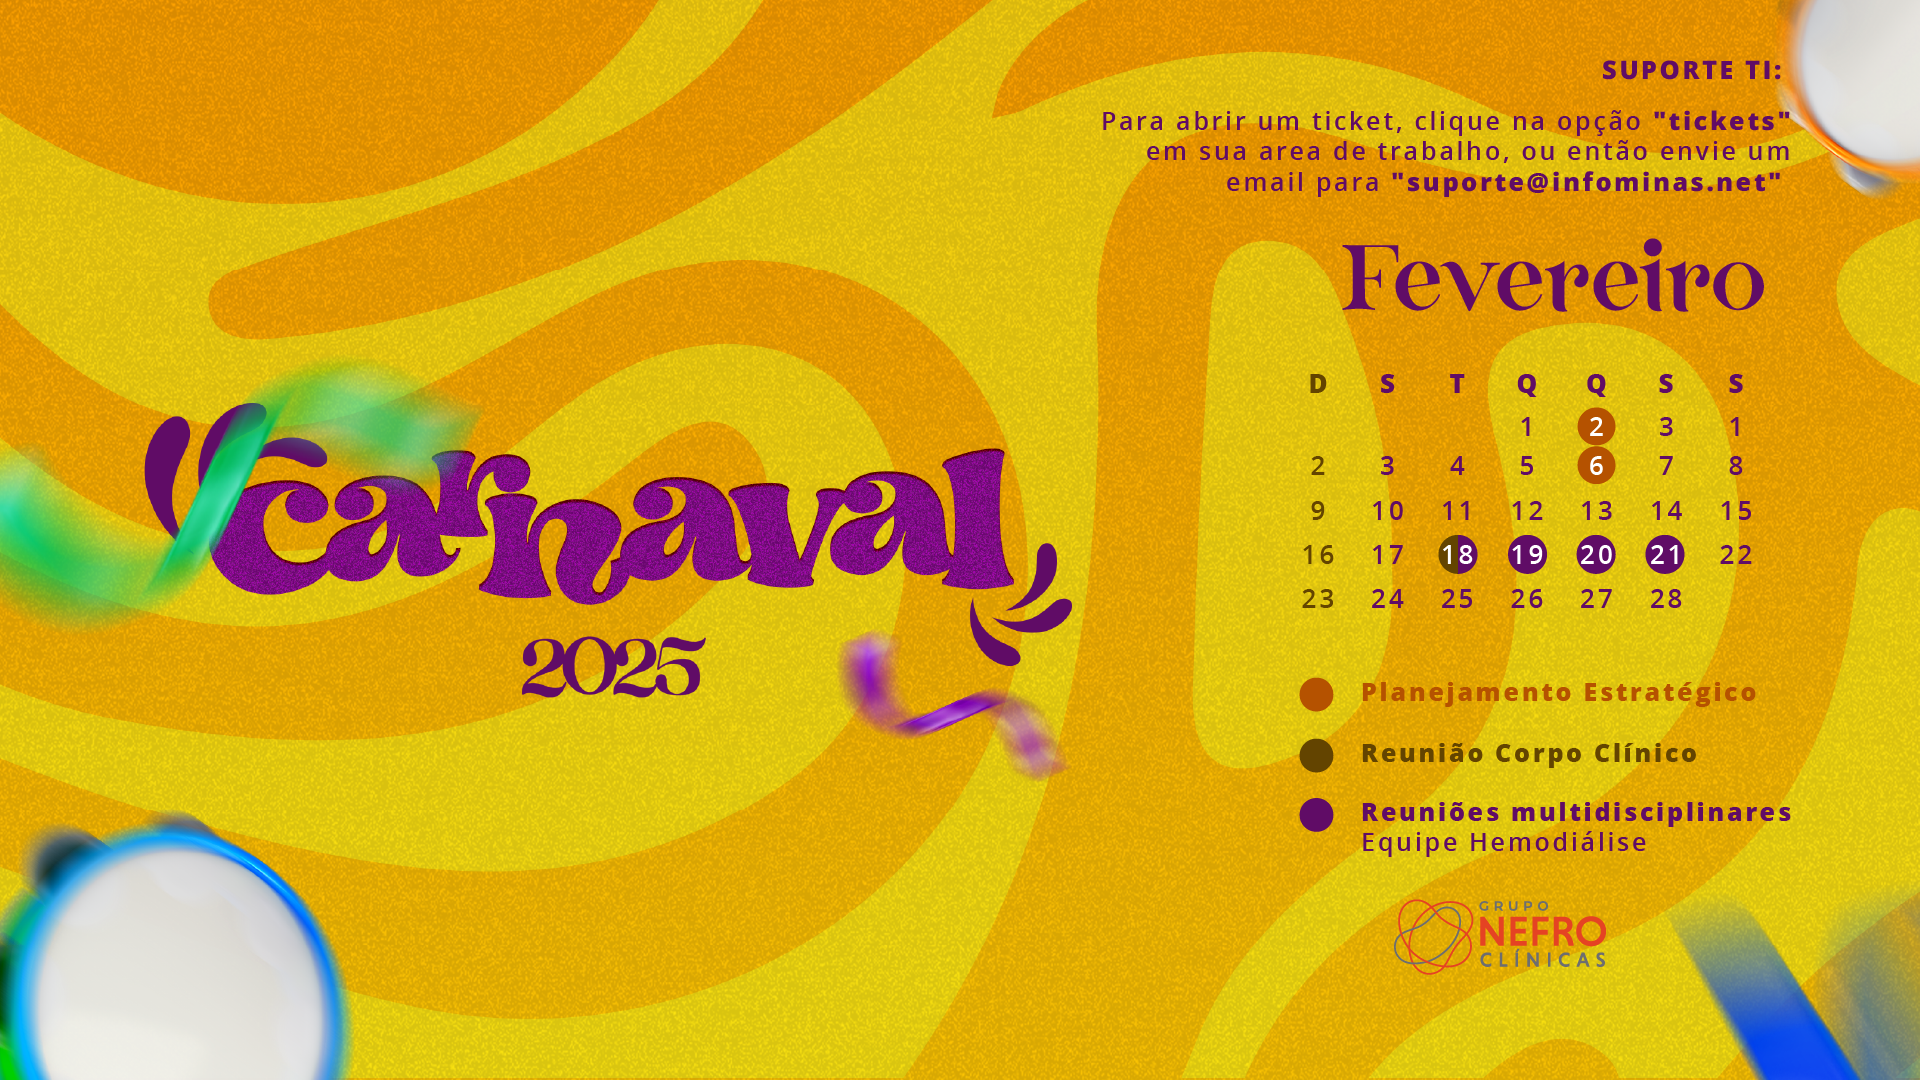 SUPORTE TI:
Para abrir um ticket, clique na opção "tickets"
em sua area de trabalho, ou então envie um
email para "suporte@infominas.net"
Fevereiro
D S T Q Q S S
1 2 3 1
2 3 4 5 6 7 8
9 10 11 12 13 14 15
16 17 18 19 20 21 22
23 24 25 26 27 28
Carnaval
2025
Planejamento Estratégico
Reunião Corpo Clínico
Reuniões multidisciplinares
Equipe Hemodiálise
GRUPO
NEFRO
CLÍNICAS